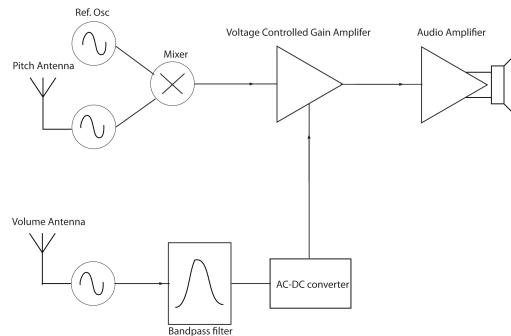 Ref. Osc
Mixer
Voltage Controlled Gain Amplifer
Audio Amplifier
Pitch Antenna
Volume Antenna
AC-DC converter
Bandpass filter